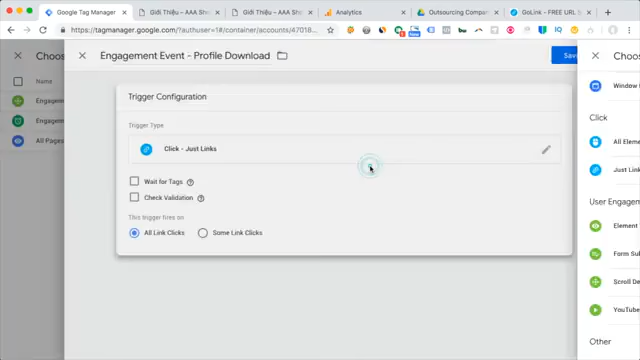 Google Tag Manager
Giới Thiệu – AAA Sh
Giới Thiệu – AAA Sh
Analytics
Outsourcing Compan
GoLink – FREE URL S
https://tagmanager.google.com/?authuser=1#/container/accounts/47018
Choos
Engagement Event - Profile Download
Save
Choos
Name
Engagem
Engagem
All Pages
Trigger Configuration
Trigger Type
Click - Just Links
Wait for Tags
Check Validation
This trigger fires on
All Link Clicks
Some Link Clicks
Window
Click
All Eleme
Just Link
User Engagem
Element
Form Sub
Scroll De
YouTube
Other